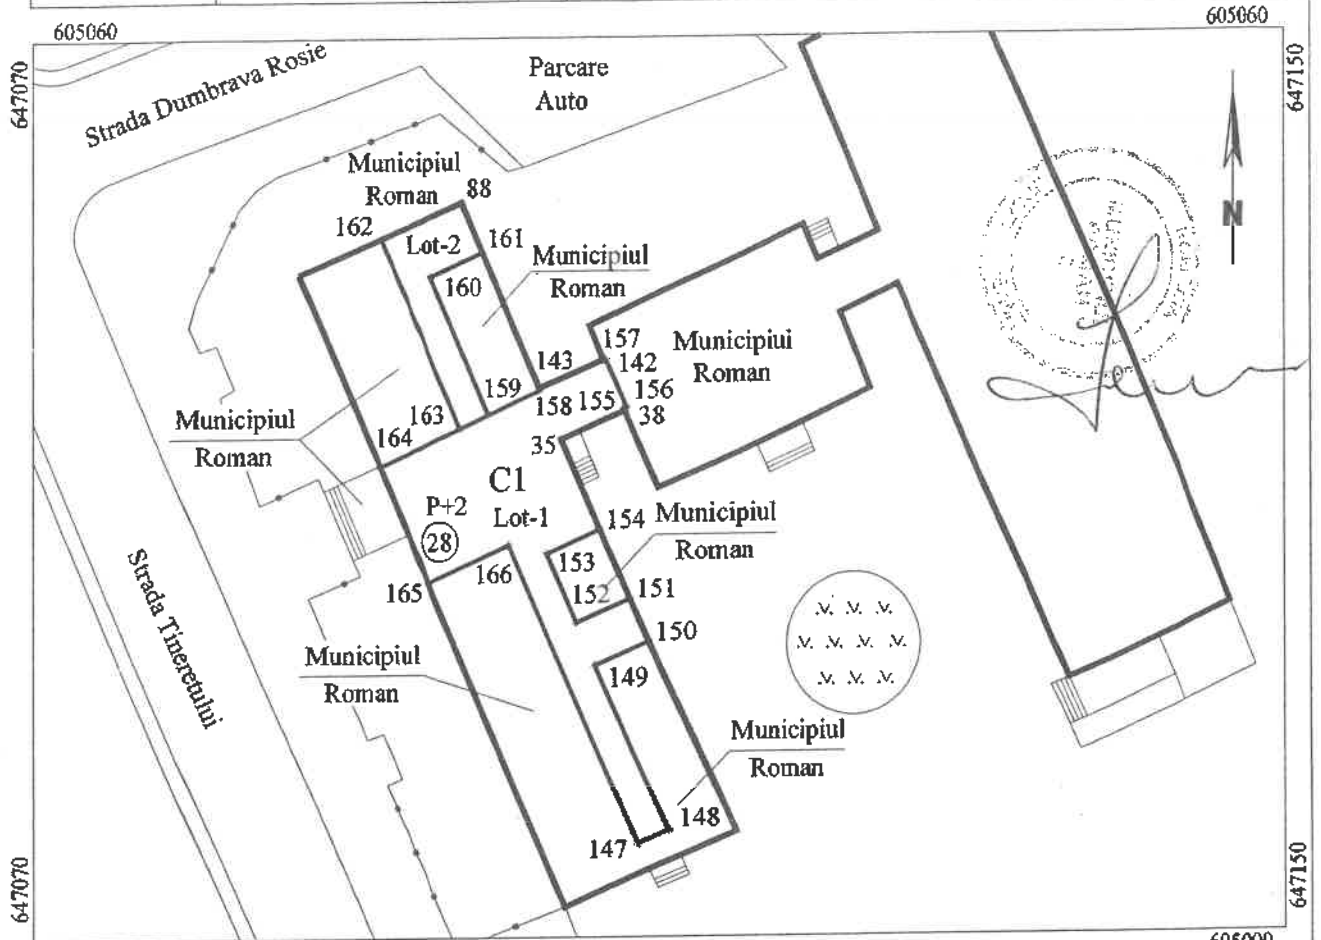 605060
605060
647070
647150
Strada Dumbrava Rosie
Parcare
Auto
Municipiul
Roman
88
162
Lot-2
161
Municipiul
Roman
160
N
157
143
142
Municipiui
Roman
159
158
155
156
38
163
164
35
Municipiul
Roman
C1
P+2
Lot-1
28
154
Municipiul
Roman
153
166
152
151
165
150
Strada Tineretului
Municipiul
Roman
149
Municipiul
Roman
148
147
647070
647150